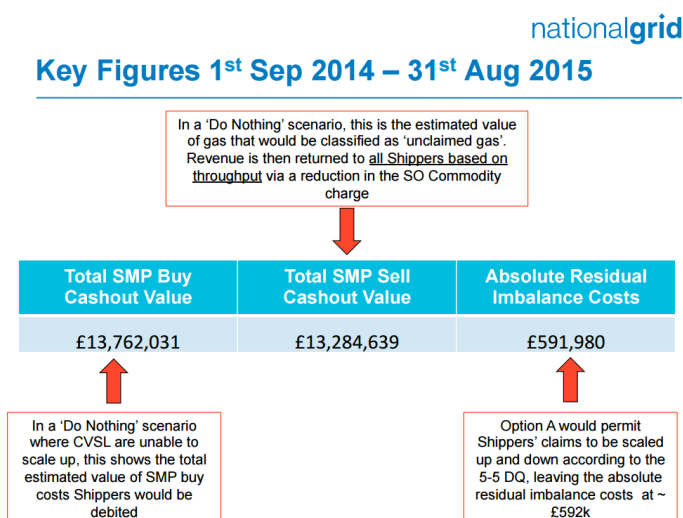 nationalgrid
Key Figures 1st Sep 2014 – 31st Aug 2015
In a ‘Do Nothing’ scenario, this is the estimated value
of gas that would be classified as ‘unclaimed gas’.
Revenue is then returned to all Shippers based on
throughput via a reduction in the SO Commodity
charge
Total SMP Buy
Cashout Value
Total SMP Sell
Cashout Value
Absolute Residual
Imbalance Costs
£13,762,031
£13,284,639
£591,980
In a ‘Do Nothing’ scenario
where CVSL are unable to
scale up, this shows the total
estimated value of SMP buy
costs Shippers would be
debited
Option A would permit
Shippers’ claims to be scaled
up and down according to the
5-5 DQ, leaving the absolute
residual imbalance costs at ~
£592k